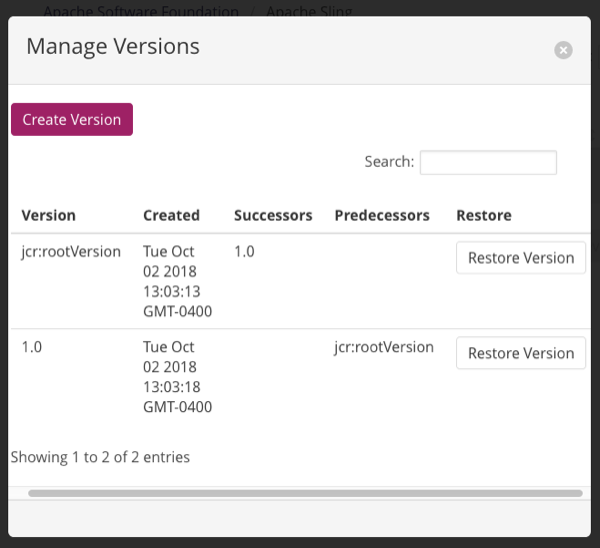 Apache Software Foundation / Apache Sling
Manage Versions
Create Version
Search:
Version Created Successors Predecessors Restore
jcr:rootVersion Tue Oct 1.0 Restore Version
02 2018
13:03:13
GMT-0400
1.0 Tue Oct jcr:rootVersion Restore Version
02 2018
13:03:18
GMT-0400
Showing 1 to 2 of 2 entries